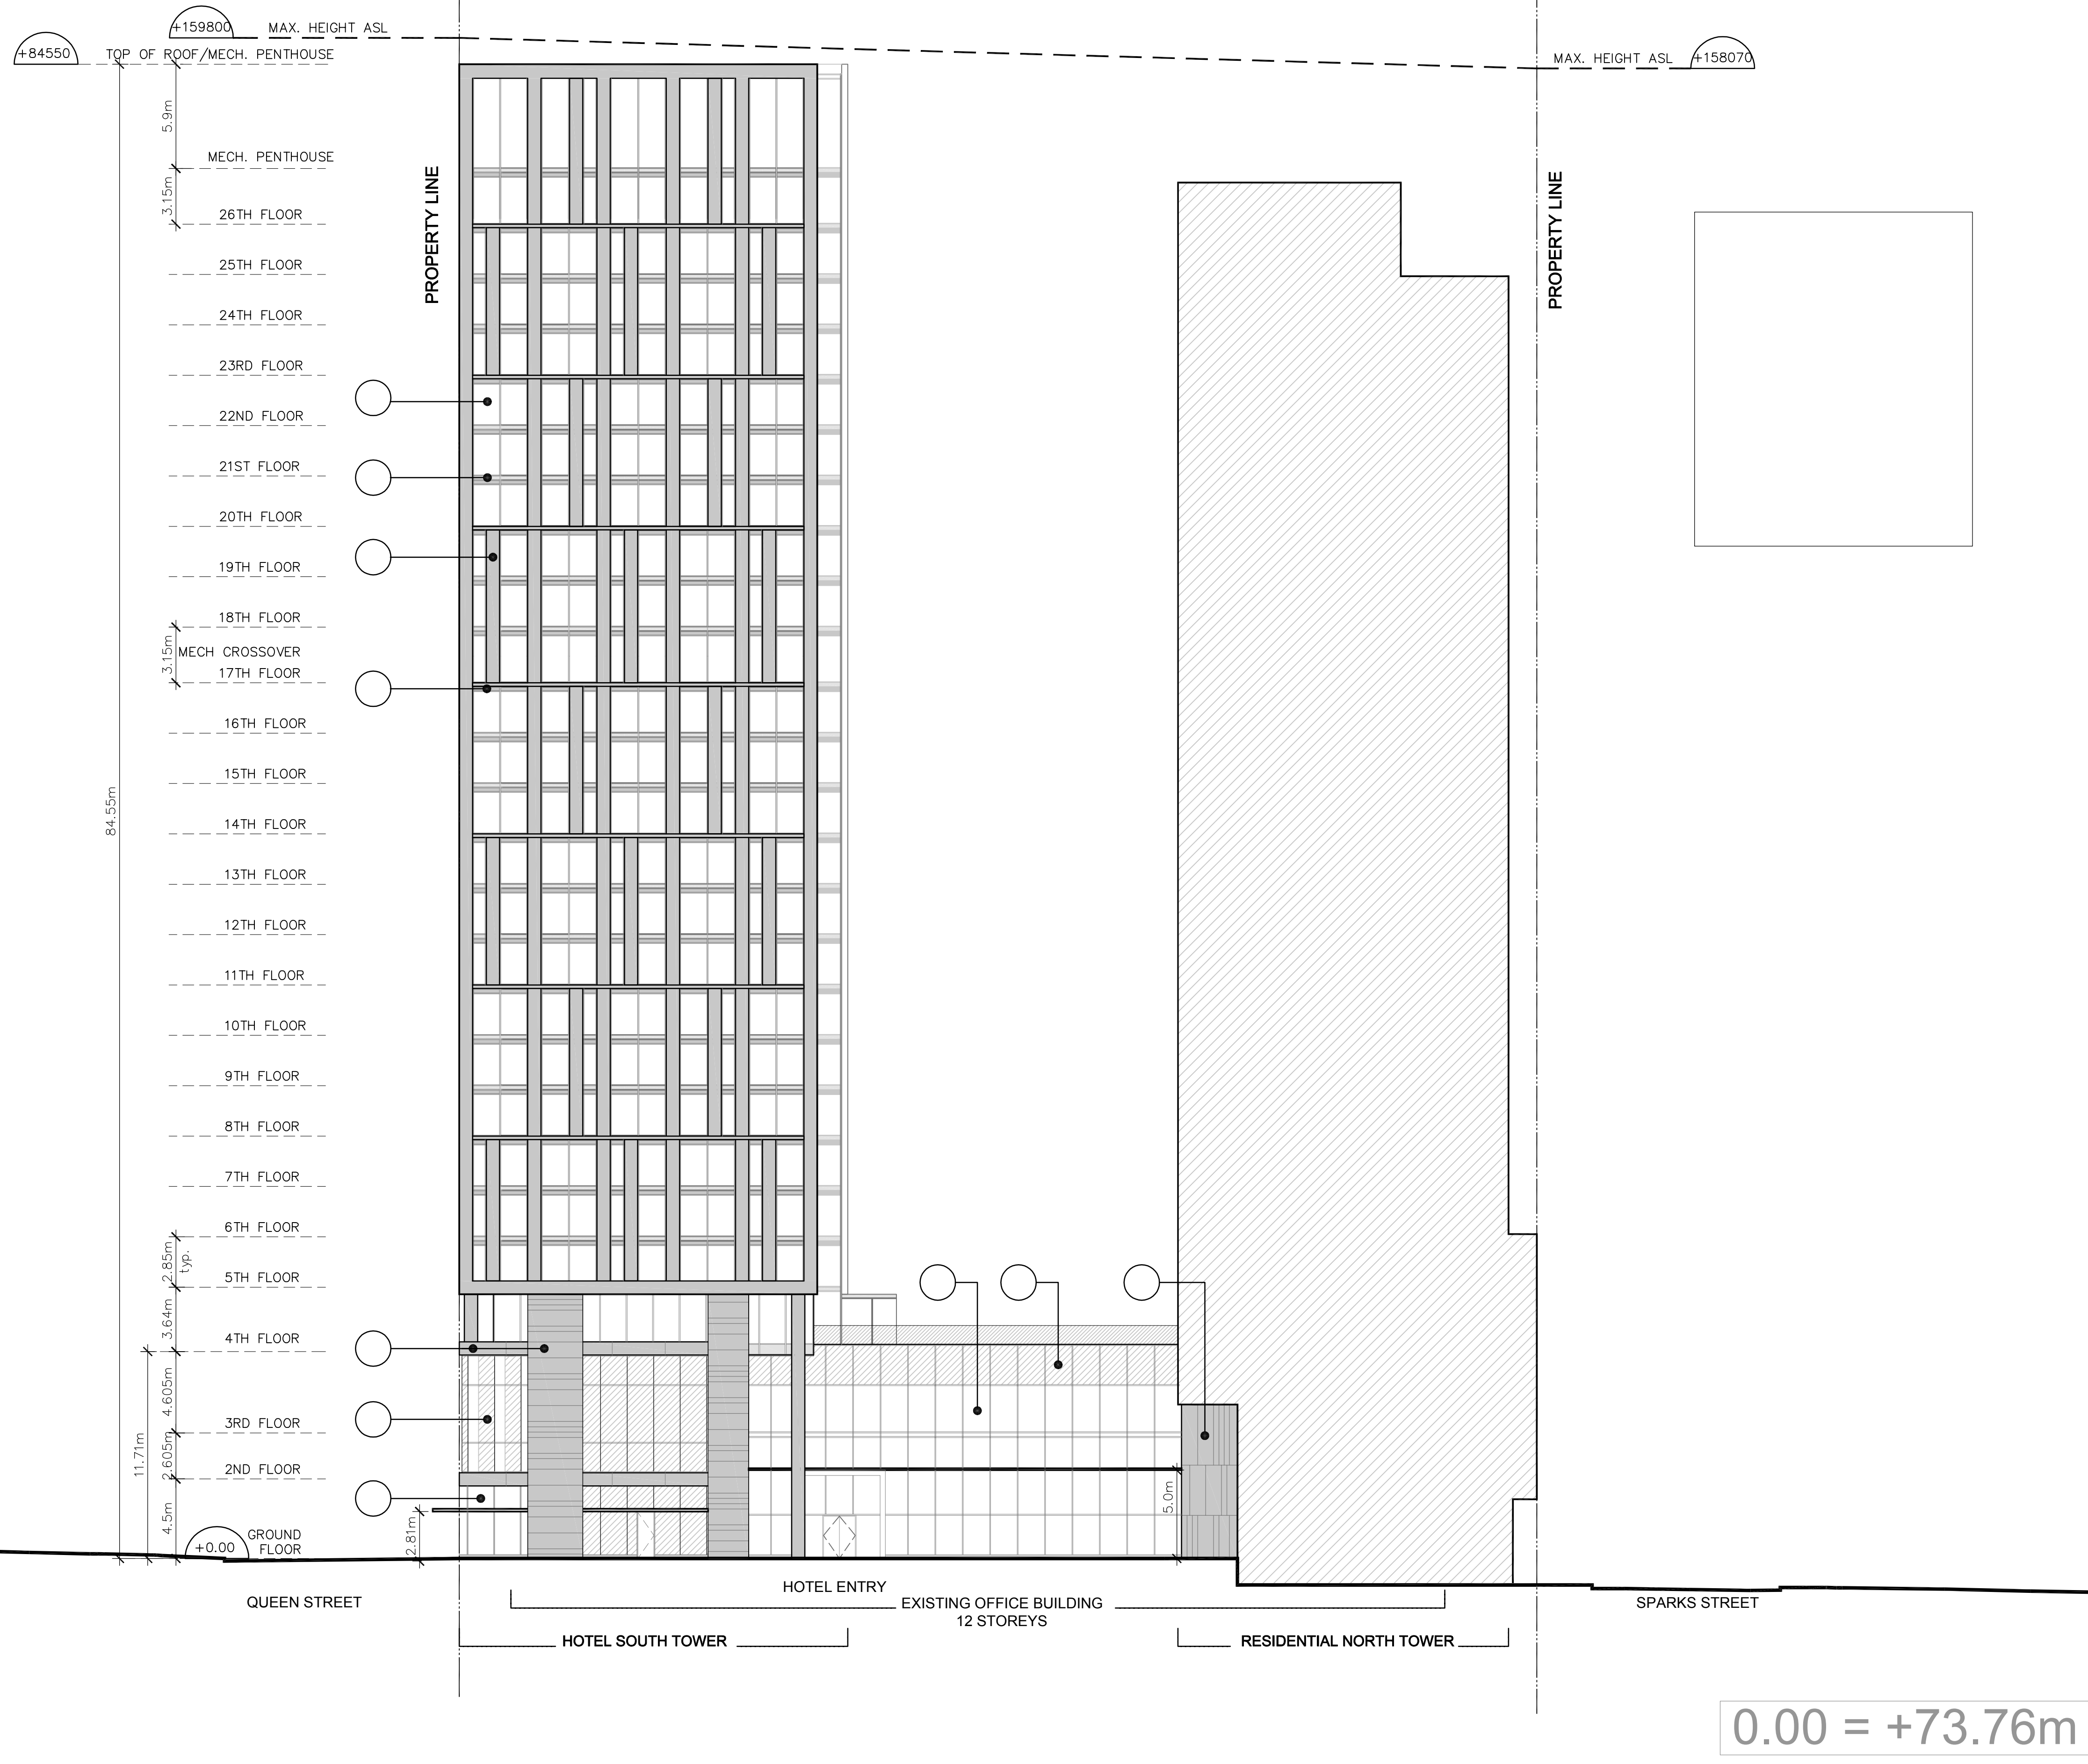 +159800
MAX. HEIGHT ASL
+84550
TOP OF ROOF/MECH. PENTHOUSE
MAX. HEIGHT ASL
+158070
5.9m
MECH. PENTHOUSE
3.15m
PROPERTY LINE
PROPERTY LINE
26TH FLOOR
25TH FLOOR
24TH FLOOR
23RD FLOOR
22ND FLOOR
21ST FLOOR
20TH FLOOR
19TH FLOOR
18TH FLOOR
3.15m
MECH CROSSOVER
17TH FLOOR
16TH FLOOR
15TH FLOOR
84.55m
14TH FLOOR
13TH FLOOR
12TH FLOOR
11TH FLOOR
10TH FLOOR
9TH FLOOR
8TH FLOOR
7TH FLOOR
6TH FLOOR
2.85m
typ.
5TH FLOOR
3.64m
4TH FLOOR
4.605m
3RD FLOOR
11.71m
2.605m
2ND FLOOR
4.5m
5.0m
2.81m
GROUND
FLOOR
+0.00
HOTEL ENTRY
QUEEN STREET
EXISTING OFFICE BUILDING
12 STOREYS
SPARKS STREET
HOTEL SOUTH TOWER
RESIDENTIAL NORTH TOWER
0.00 = +73.76m